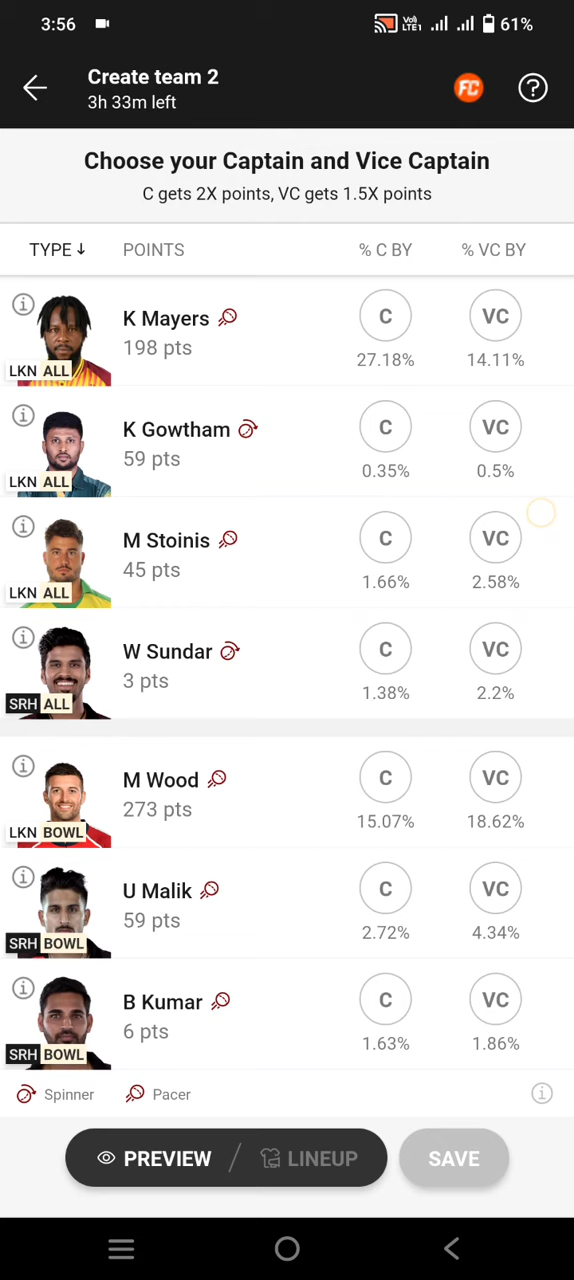 3:56 Vo) LTE1 61%
Create team 2
3h 33m left
FC
?
Choose your Captain and Vice Captain
C gets 2X points, VC gets 1.5X points
TYPE ↓ POINTS % C BY % VC BY
K Mayers
198 pts
C VC
27.18% 14.11%
LKN ALL
K Gowtham
59 pts
C VC
0.35% 0.5%
LKN ALL
M Stoinis
45 pts
C VC
1.66% 2.58%
LKN ALL
W Sundar
3 pts
C VC
1.38% 2.2%
SRH ALL
M Wood
273 pts
C VC
15.07% 18.62%
LKN BOWL
U Malik
59 pts
C VC
2.72% 4.34%
SRH BOWL
B Kumar
6 pts
C VC
1.63% 1.86%
SRH BOWL
Spinner Pacer
PREVIEW / LINEUP SAVE